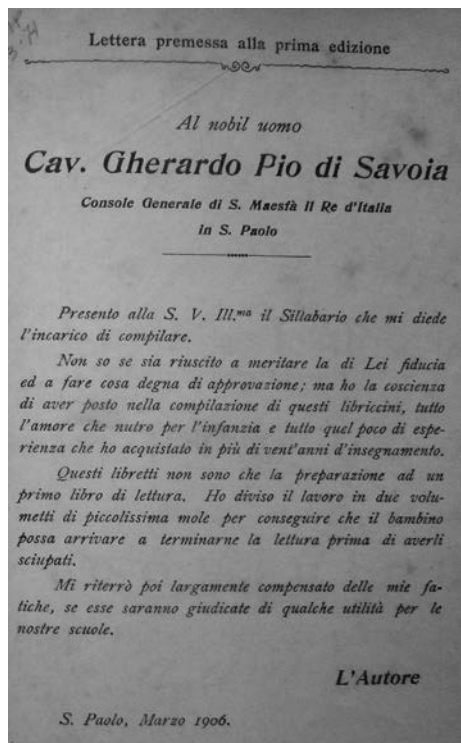 Lettera premessa alla prima edizione
Al nobil uomo
Cav. Gherardo Pio di Savoia
Console Generale di S. Maestà Il Re d'Italia
in S. Paolo
Presento alla S. V. Ill.ma il Sillabario che mi diede
l'incarico di compilare.
Non so se sia riuscito a meritare la di Lei fiducia
ed a fare cosa degna di approvazione; ma ho la coscienza
di aver posto nella compilazione di questi libriccini, tutto
l'amore che nutro per l'infanzia e tutto quel poco di espe-
rienza che ho acquistato in più di vent'anni d'insegnamento.
Questi libretti non sono che la preparazione ad un
primo libro di lettura. Ho diviso il lavoro in due volu-
metti di piccolissima mole per conseguire che il bambino
possa arrivare a terminarne la lettura prima di averli
sciupati.
Mi riterrò poi largamente compensato delle mie fa-
tiche, se esse saranno giudicate di qualche utilità per le
nostre scuole.
L'Autore
S. Paolo, Marzo 1906.